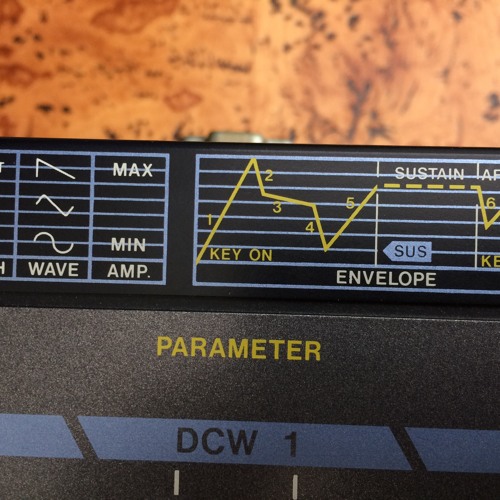 MAX
MIN
WAVE
AMP.
1
2
3
4
5
6
KEY ON
SUSTAIN
SUS
ENVELOPE
PARAMETER
DCW 1